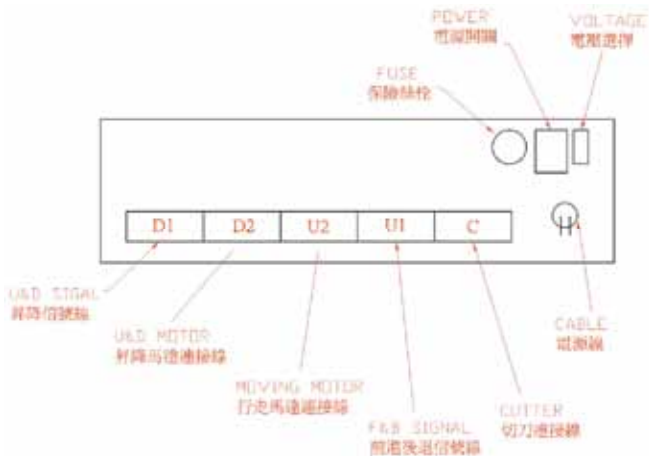 POWER
電源開關
VOLTAGE
電壓選擇
FUSE
保險絲栓
D1
D2
U2
U1
C
U&D SIGAL
昇降信號線
U&D MOTOR
昇降馬達連接線
MOVING MOTOR
行走馬達連接線
F&B SIGNAL
前進後退信號線
CUTTER
切刀連接線
CABLE
電源線